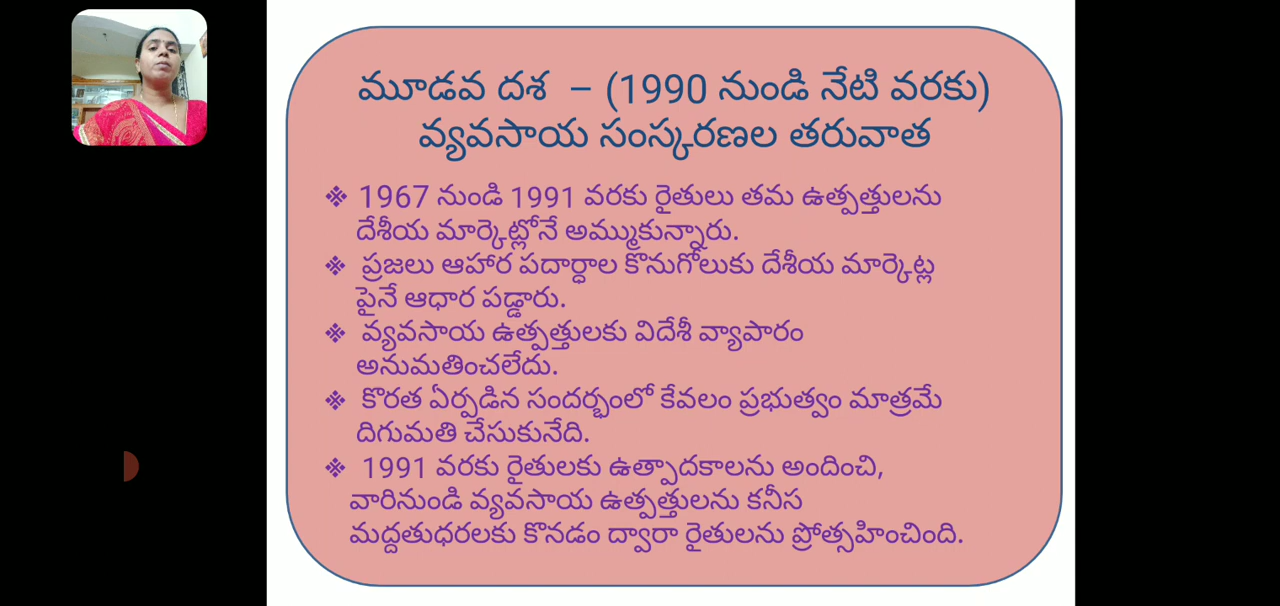 మూడవ దశ – (1990 నుండి నేటి వరకు)
వ్యవసాయ సంస్కరణల తరువాత
❖ 1967 నుండి 1991 వరకు రైతులు తమ ఉత్పత్తులను
దేశీయ మార్కెట్లోనే అమ్ముకున్నారు.
❖ ప్రజలు ఆహార పదార్ధాల కొనుగోలుకు దేశీయ మార్కెట్ల
పైనే ఆధార పడ్డారు.
❖ వ్యవసాయ ఉత్పత్తులకు విదేశీ వ్యాపారం
అనుమతించలేదు.
❖ కొరత ఏర్పడిన సందర్భంలో కేవలం ప్రభుత్వం మాత్రమే
దిగుమతి చేసుకునేది.
❖ 1991 వరకు రైతులకు ఉత్పాదకాలను అందించి,
వారినుండి వ్యవసాయ ఉత్పత్తులను కనీస
మద్దతుధరలకు కొనడం ద్వారా రైతులను ప్రోత్సహించింది.